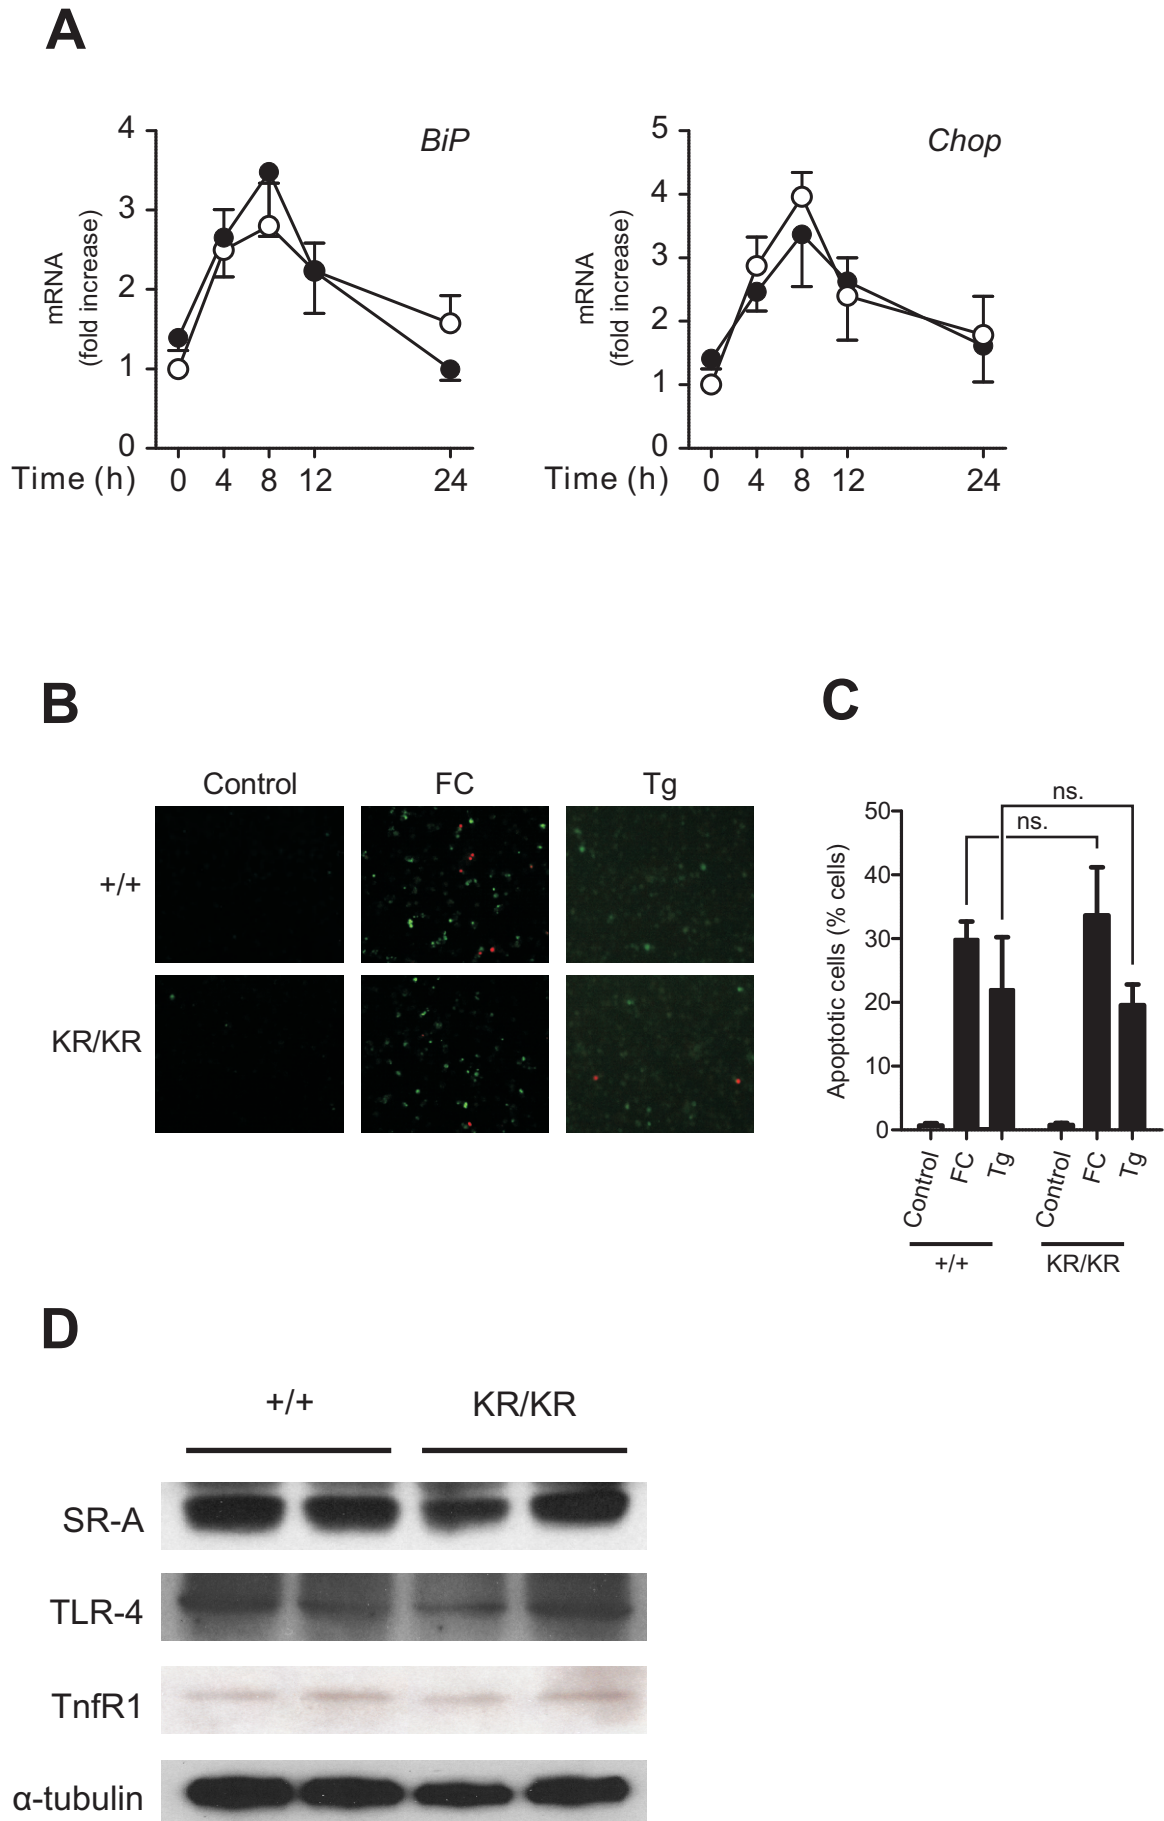 A
4
3
2
1
0
mRNA
(fold increase)
BiP
Time (h) 0 4 8 12 24
5
4
3
2
1
0
mRNA
(fold increase)
Chop
Time (h) 0 4 8 12 24
B
Control FC Tg
+/+
KR/KR
C
50
40
30
20
10
0
Apoptotic cells (% cells)
ns.
ns.
Control FC Tg Control FC Tg
+/+ KR/KR
D
+/+ KR/KR
SR-A
TLR-4
TnfR1
α-tubulin